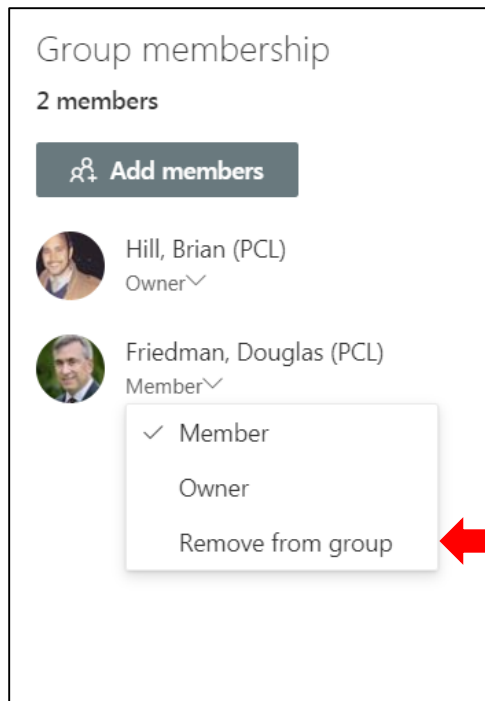 Group membership
2 members
Add members
Hill, Brian (PCL)
Owner
Friedman, Douglas (PCL)
Member
Member
Owner
Remove from group